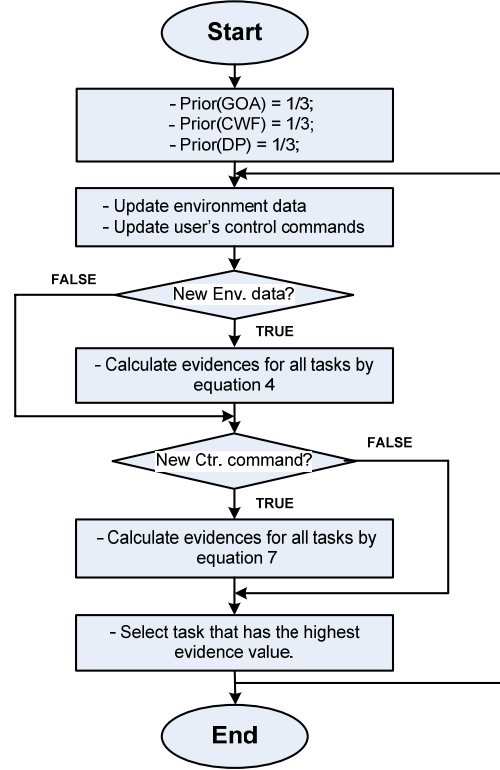 Start
- Prior(GOA) = 1/3;
- Prior(CWF) = 1/3;
- Prior(DP) = 1/3;
- Update environment data
- Update user's control commands
FALSE
New Env. data?
TRUE
- Calculate evidences for all tasks by
equation 4
FALSE
New Ctr. command?
TRUE
- Calculate evidences for all tasks by
equation 7
- Select task that has the highest
evidence value.
End